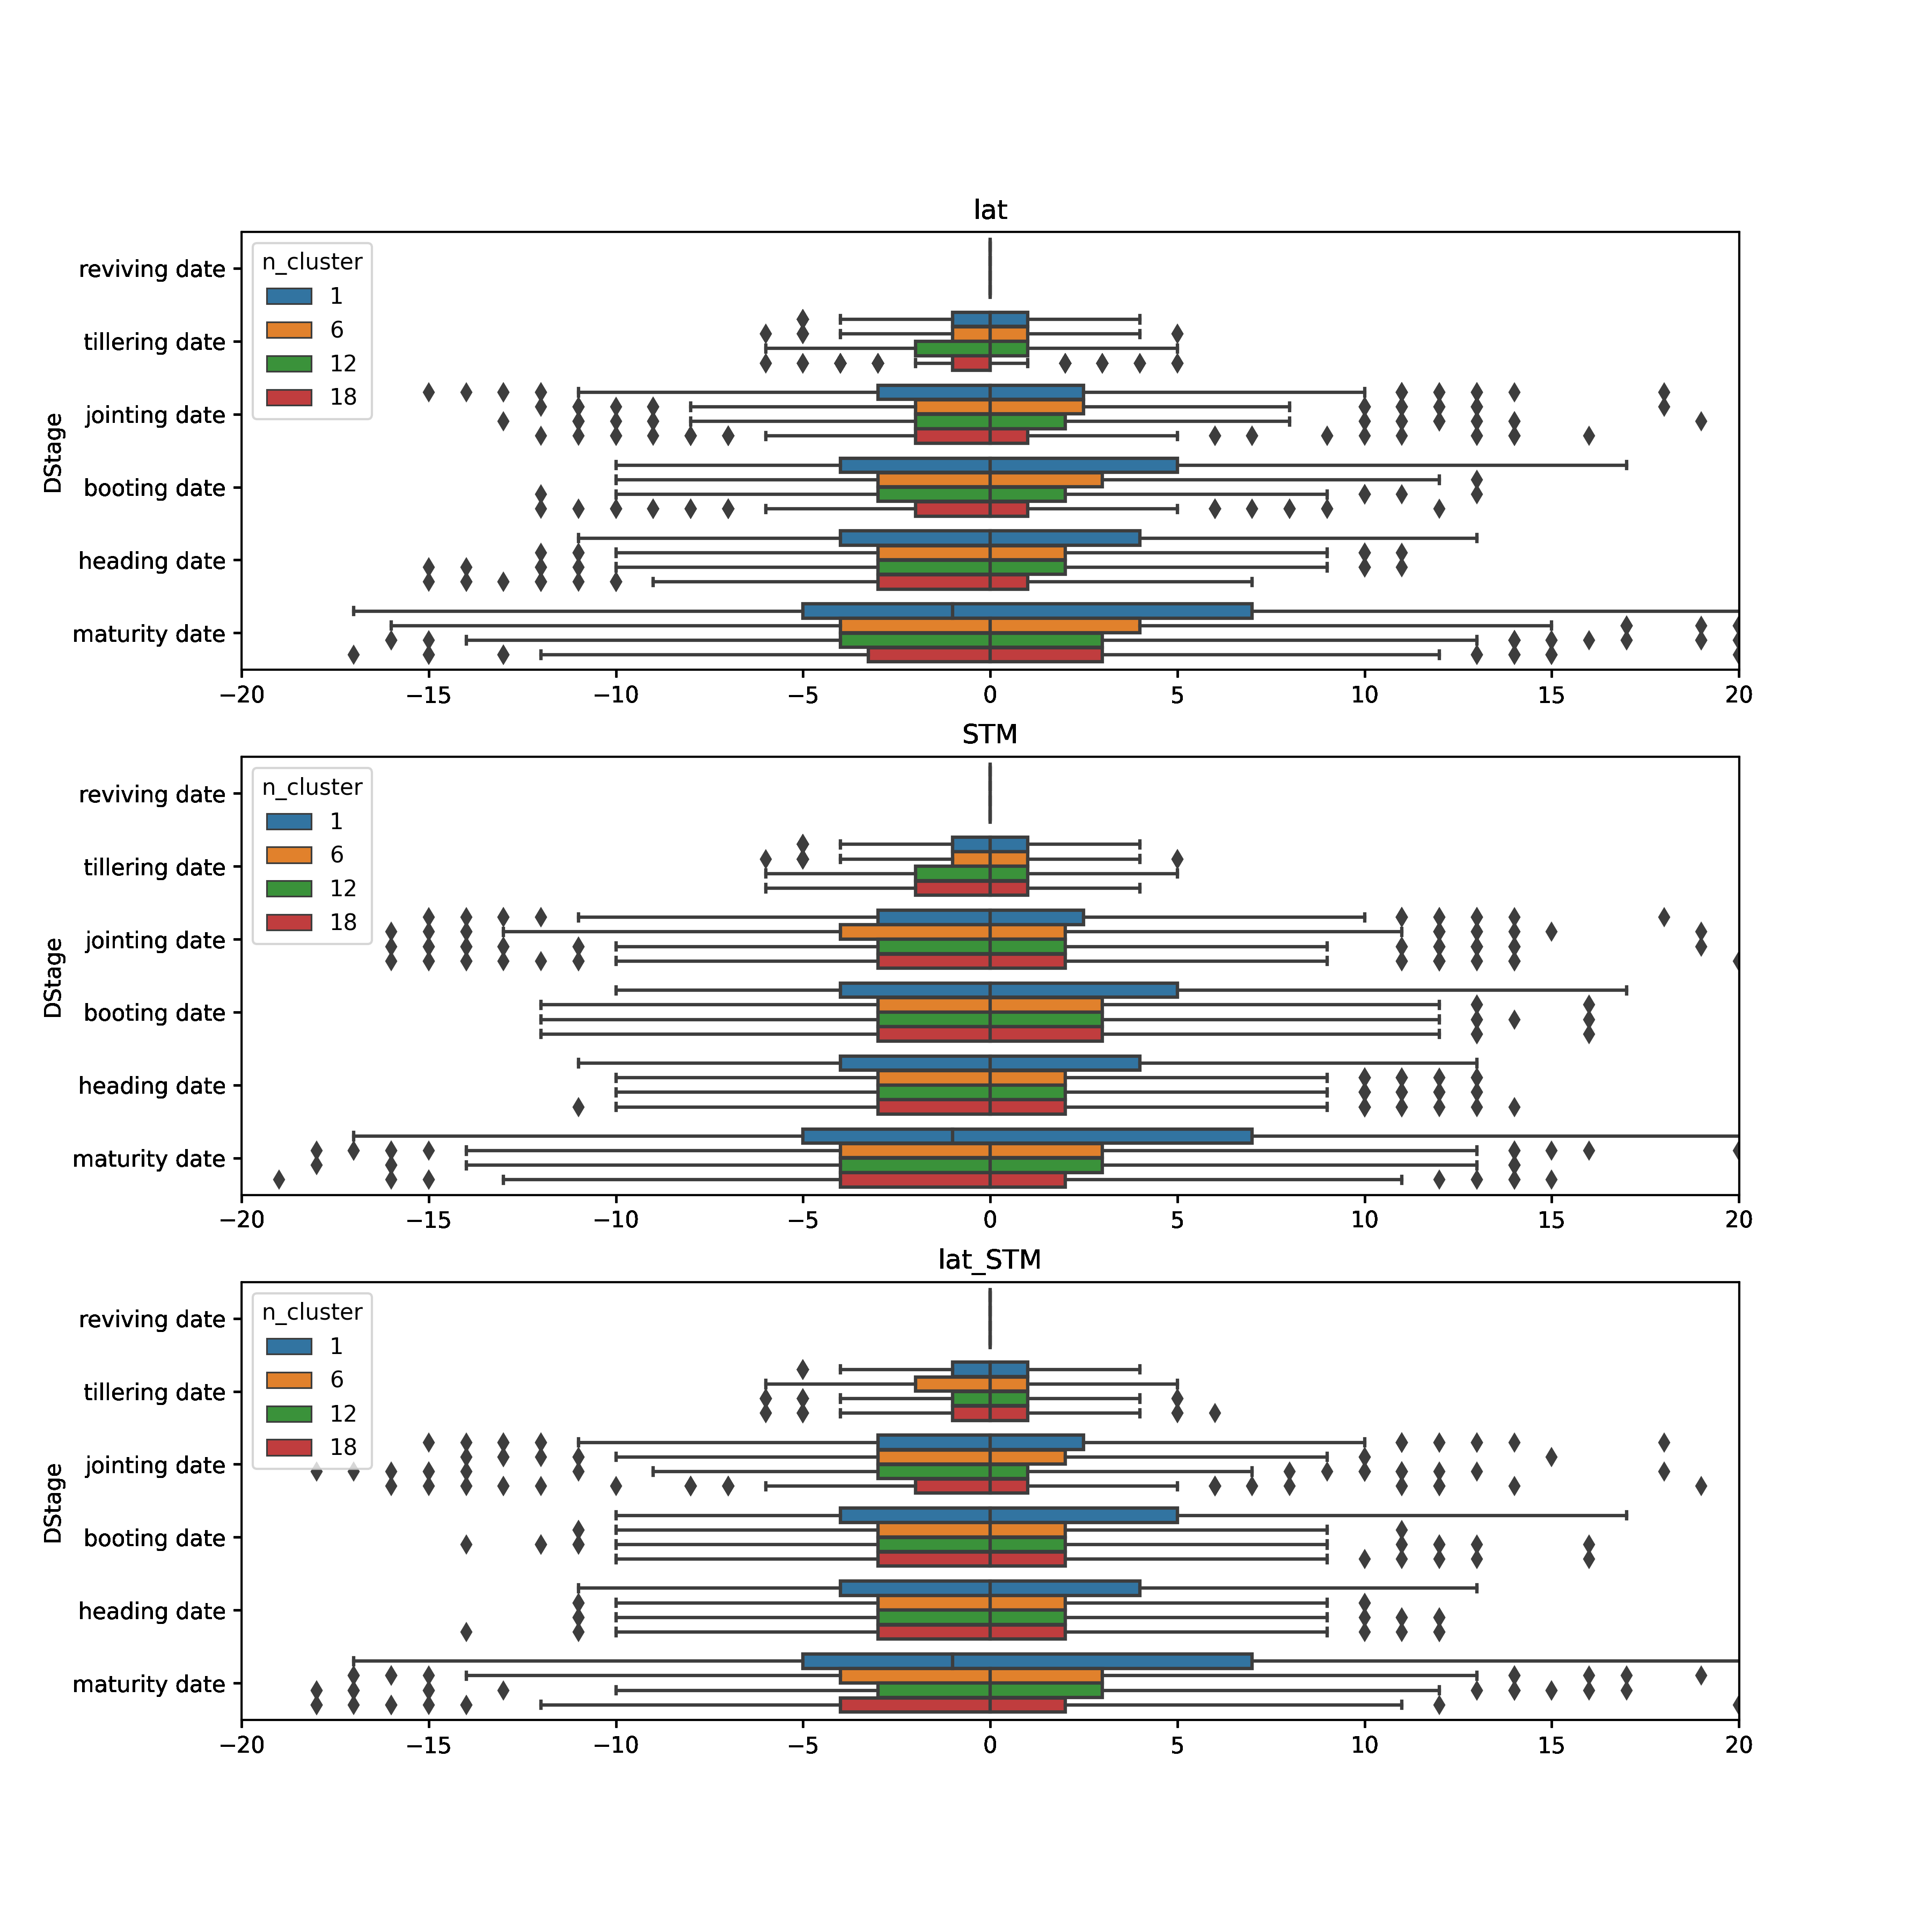 lat
n_cluster
1
6
12
18
DStage
reviving date
tillering date
jointing date
booting date
heading date
maturity date
−20 −15 −10 −5 0 5 10 15 20
STM
n_cluster
1
6
12
18
DStage
reviving date
tillering date
jointing date
booting date
heading date
maturity date
−20 −15 −10 −5 0 5 10 15 20
lat_STM
n_cluster
1
6
12
18
DStage
reviving date
tillering date
jointing date
booting date
heading date
maturity date
−20 −15 −10 −5 0 5 10 15 20